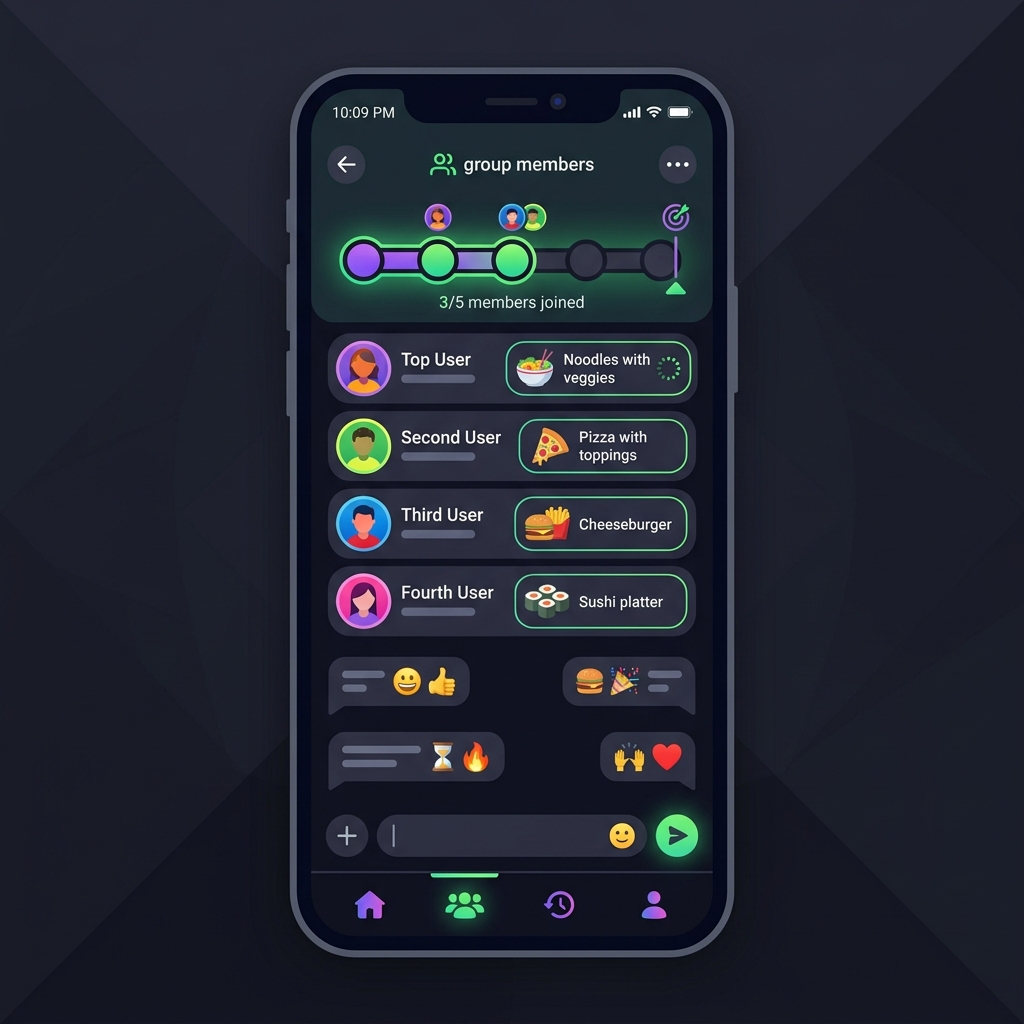 10:09 PM
group members
3/5 members joined
Top User
Noodles with
veggies
Second User
Pizza with
toppings
Third User
Cheeseburger
Fourth User
Sushi platter